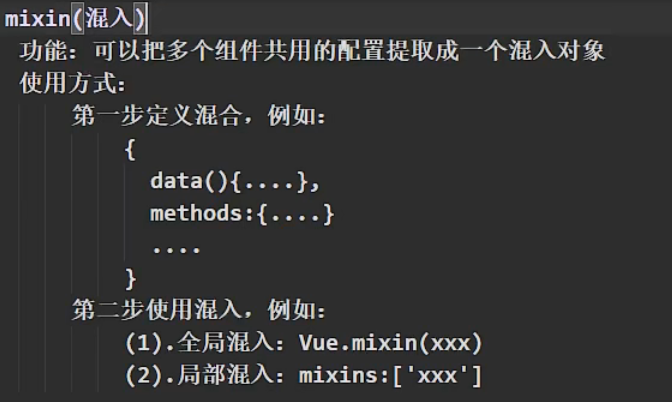 mixin(混入)
功能：可以把多个组件共用的配置提取成一个混入对象
使用方式：
第一步定义混合，例如：
{
data(){....},
methods:{....}
....
}
第二步使用混入，例如：
(1).全局混入：Vue.mixin(xxx)
(2).局部混入：mixins:['xxx']